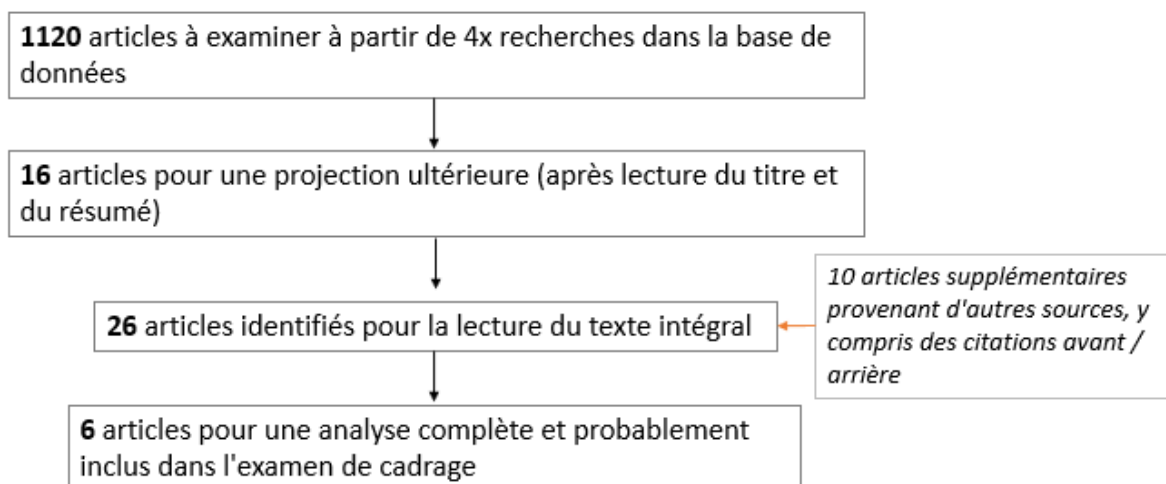 1120 articles à examiner à partir de 4x recherches dans la base de
données
16 articles pour une projection ultérieure (après lecture du titre et
du résumé)
10 articles supplémentaires
provenant d'autres sources, y
compris des citations avant /
arrière
26 articles identifiés pour la lecture du texte intégral
6 articles pour une analyse complète et probablement
inclus dans l'examen de cadrage